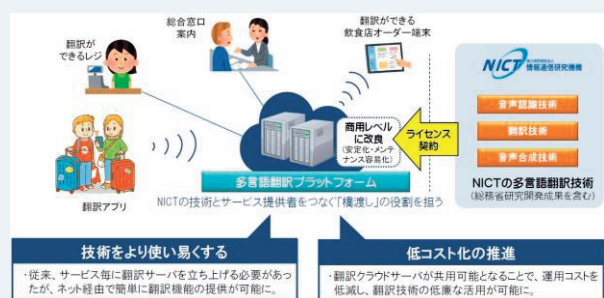 翻訳が
できるレジ
総合窓口
案内
翻訳ができる
飲食店オーダー端末
翻訳アプリ
商用レベル
に改良
(安定化・メンテ
ナンス容易化)
ライセンス
契約
多言語翻訳プラットフォーム
NICTの技術とサービス提供者をつなぐ「橋渡し」の役割を担う
NICT
情報通信研究機構
音声認識技術
翻訳技術
音声合成技術
NICTの多言語翻訳技術
(総務省研究開発成果を含む)
技術をより使い易くする
・従来、サービス毎に翻訳サーバを立ち上げる必要があっ
たが、ネット経由で簡単に翻訳機能の提供が可能に。
低コスト化の推進
・翻訳クラウドサーバが共用可能となることで、運用コストを
低減し、翻訳技術の低廉な活用が可能に。